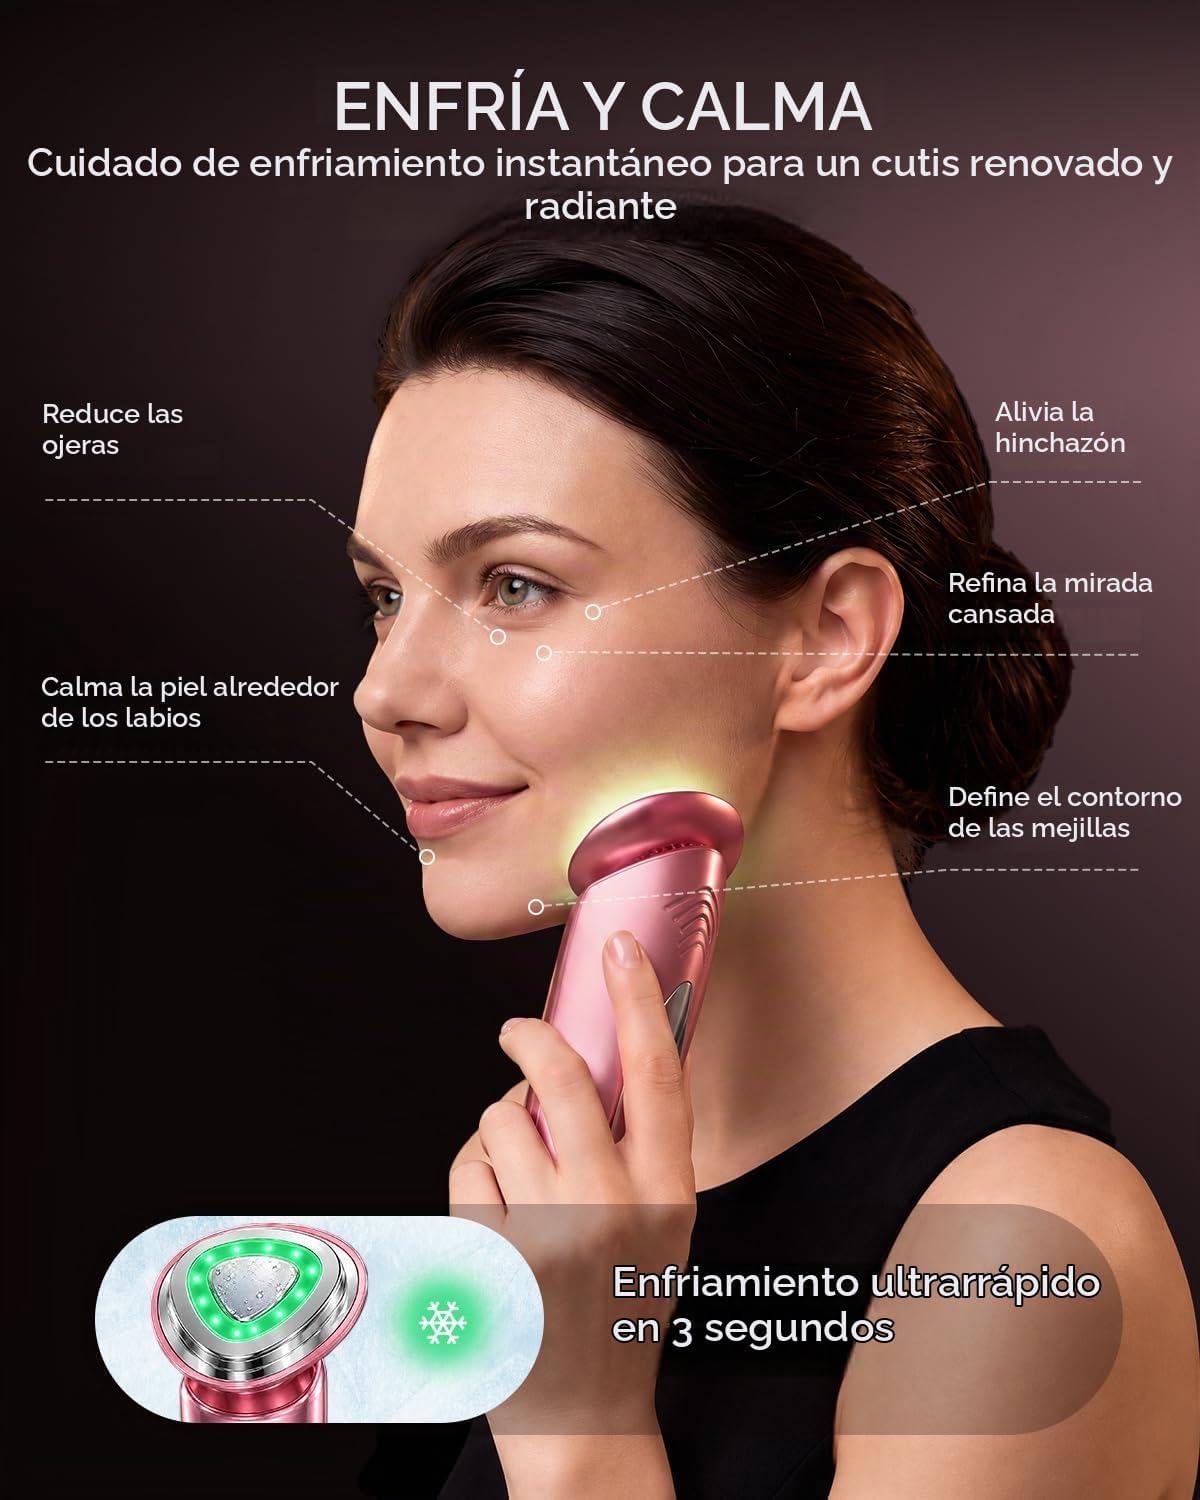 ENFRÍA Y CALMA
Cuidado de enfriamiento instantáneo para un cutis renovado y
radiante
Reduce las
ojeras
Alivia la
hinchazón
Refina la mirada
cansada
Calma la piel alrededor
de los labios
Define el contorno
de las mejillas
Enfriamiento ultrarrápido
en 3 segundos